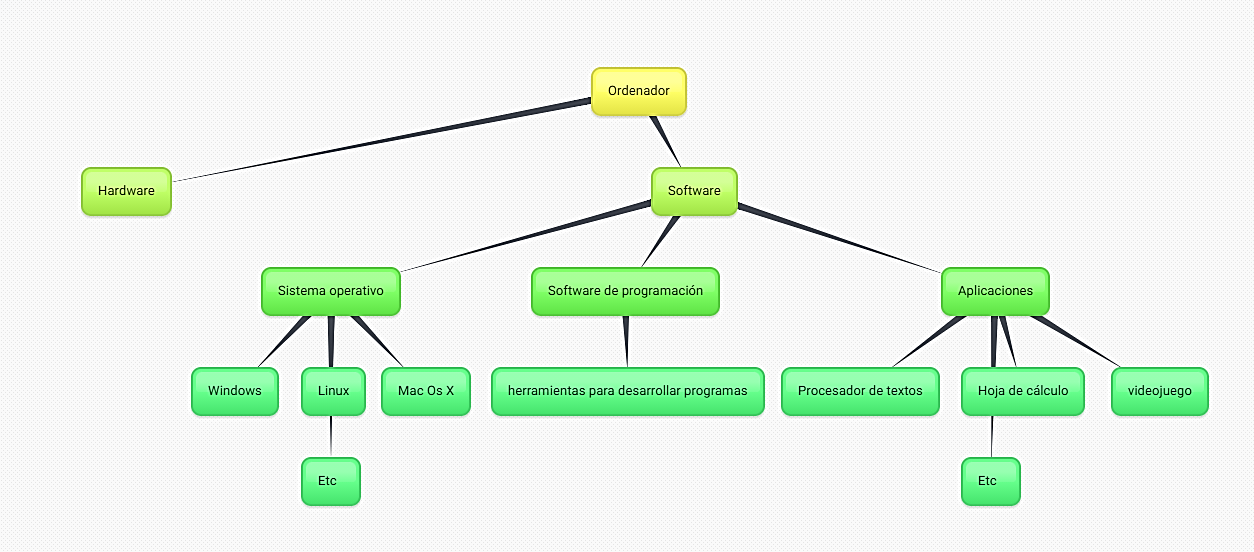 Ordenador
Hardware
Software
Sistema operativo
Software de programación
Aplicaciones
Windows
Linux
Mac Os X
herramientas para desarrollar programas
Procesador de textos
Hoja de cálculo
videojuego
Etc
Etc